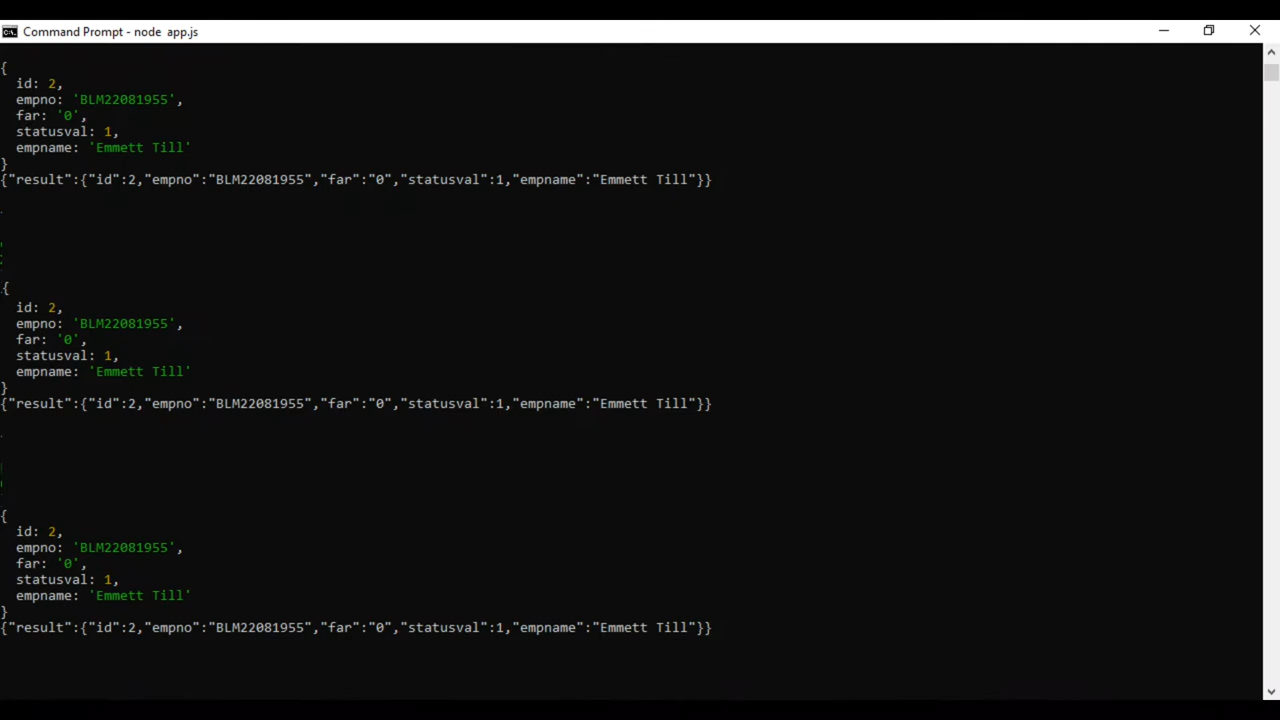 Command Prompt - node  app.js
{
  id: 2,
  empno: 'BLM22081955',
  far: '0',
  statusval: 1,
  empname: 'Emmett Till'
}
{"result":{"id":2,"empno":"BLM22081955","far":"0","statusval":1,"empname":"Emmett Till"}}
{
  id: 2,
  empno: 'BLM22081955',
  far: '0',
  statusval: 1,
  empname: 'Emmett Till'
}
{"result":{"id":2,"empno":"BLM22081955","far":"0","statusval":1,"empname":"Emmett Till"}}
{
  id: 2,
  empno: 'BLM22081955',
  far: '0',
  statusval: 1,
  empname: 'Emmett Till'
}
{"result":{"id":2,"empno":"BLM22081955","far":"0","statusval":1,"empname":"Emmett Till"}}